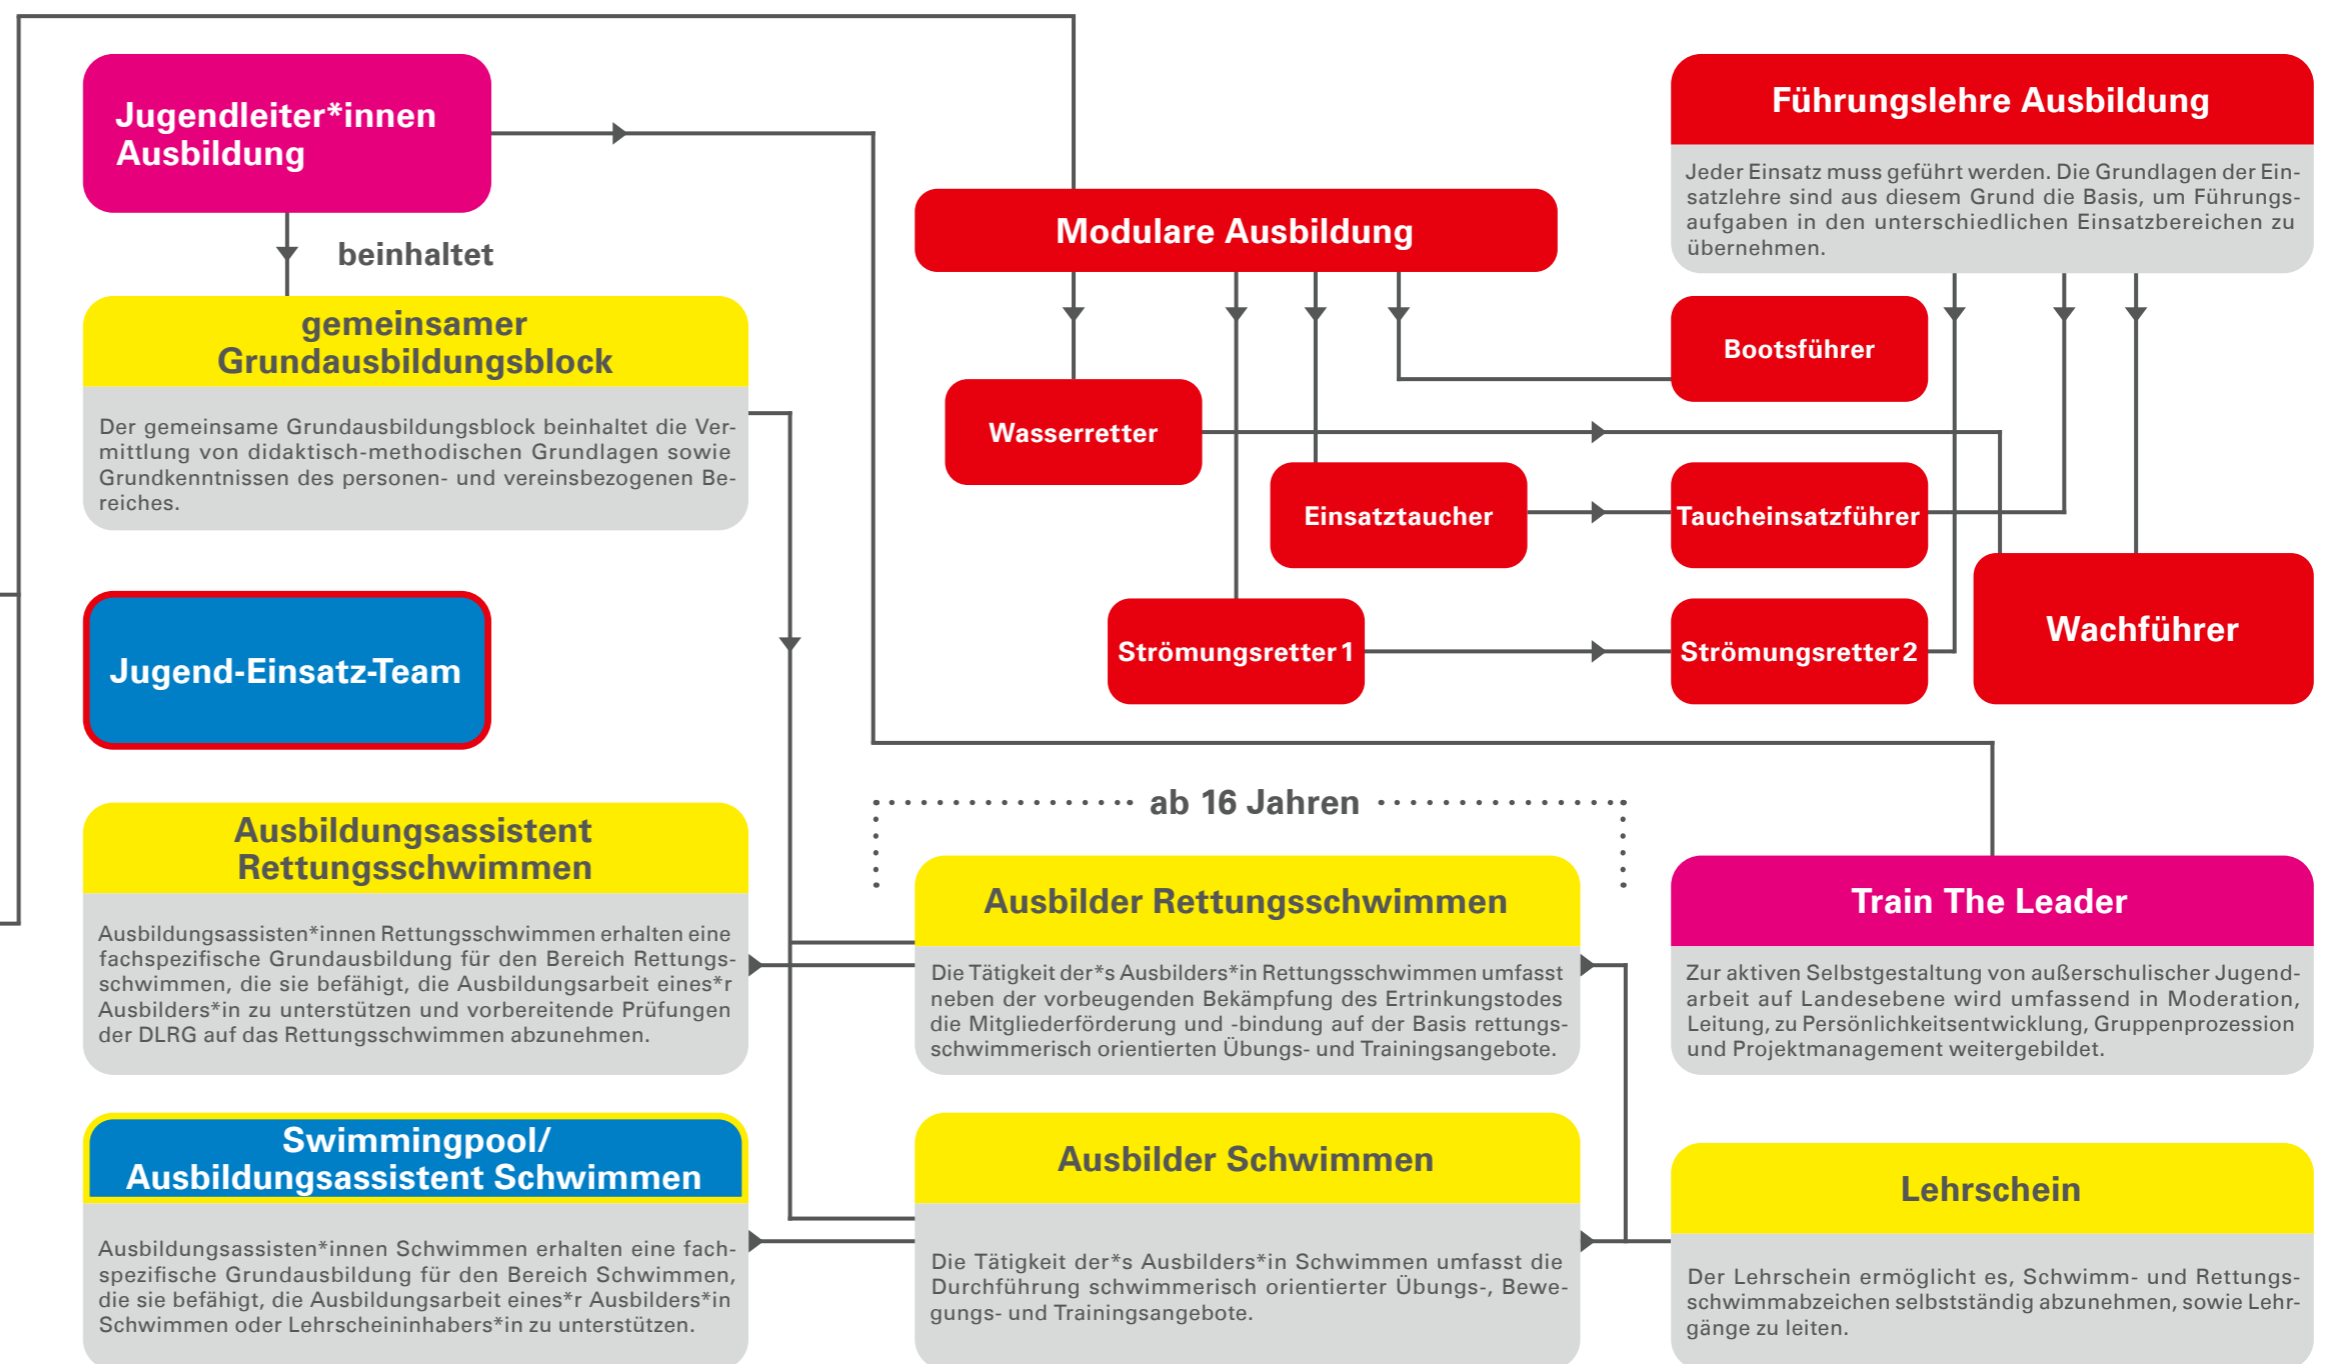 Jugendleiter*innen
Ausbildung
beinhaltet
gemeinsamer
Grundausbildungsblock
Der gemeinsame Grundausbildungsblock beinhaltet die Ver-
mittlung von didaktisch-methodischen Grundlagen sowie
Grundkenntnissen des personen- und vereinsbezogenen Be-
reiches.
Jugend-Einsatz-Team
Modulare Ausbildung
Führungslehre Ausbildung
Jeder Einsatz muss geführt werden. Die Grundlagen der Ein-
satzlehre sind aus diesem Grund die Basis, um Führungs-
aufgaben in den unterschiedlichen Einsatzbereichen zu
übernehmen.
Bootsführer
Wasserretter
Einsatztaucher
Taucheinsatzführer
Strömungsretter 1
Strömungsretter 2
Wachführer
ab 16 Jahren
Ausbildungsassistent
Rettungsschwimmen
Ausbildungsassisten*innen Rettungsschwimmen erhalten eine
fachspezifische Grundausbildung für den Bereich Rettungs-
schwimmen, die sie befähigt, die Ausbildungsarbeit eines*r
Ausbilders*in zu unterstützen und vorbereitende Prüfungen
der DLRG auf das Rettungsschwimmen abzunehmen.
Ausbilder Rettungsschwimmen
Die Tätigkeit der*s Ausbilders*in Rettungsschwimmen umfasst
neben der vorbeugenden Bekämpfung des Ertrinkungstodes
die Mitgliederförderung und -bindung auf der Basis rettungs-
schwimmerisch orientierten Übungs- und Trainingsangebote.
Train The Leader
Zur aktiven Selbstgestaltung von außerschulischer Jugend-
arbeit auf Landesebene wird umfassend in Moderation,
Leitung, zu Persönlichkeitsentwicklung, Gruppenprozession
und Projektmanagement weitergebildet.
Swimmingpool/
Ausbildungsassistent Schwimmen
Ausbildungsassisten*innen Schwimmen erhalten eine fach-
spezifische Grundausbildung für den Bereich Schwimmen,
die sie befähigt, die Ausbildungsarbeit eines*r Ausbilders*in
Schwimmen oder Lehrscheininhabers*in zu unterstützen.
Ausbilder Schwimmen
Die Tätigkeit der*s Ausbilders*in Schwimmen umfasst die
Durchführung schwimmerisch orientierter Übungs-, Bewe-
gungs- und Trainingsangebote.
Lehrschein
Der Lehrschein ermöglicht es, Schwimm- und Rettungs-
schwimmabzeichen selbstständig abzunehmen, sowie Lehr-
gänge zu leiten.